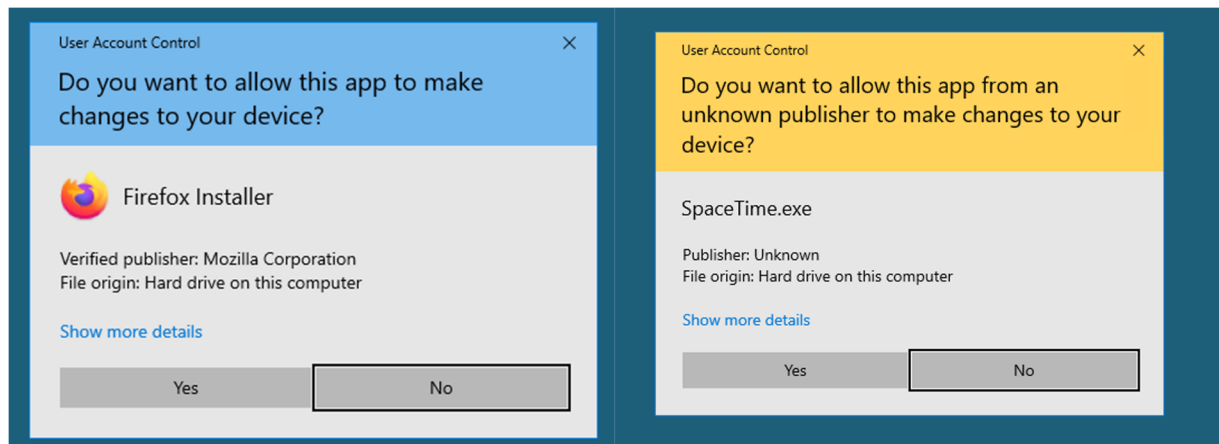 User Account Control
Do you want to allow this app to make
changes to your device?
Firefox Installer
Verified publisher: Mozilla Corporation
File origin: Hard drive on this computer
Show more details
Yes
No
User Account Control
Do you want to allow this app from an
unknown publisher to make changes to your
device?
SpaceTime.exe
Publisher: Unknown
File origin: Hard drive on this computer
Show more details
Yes
No